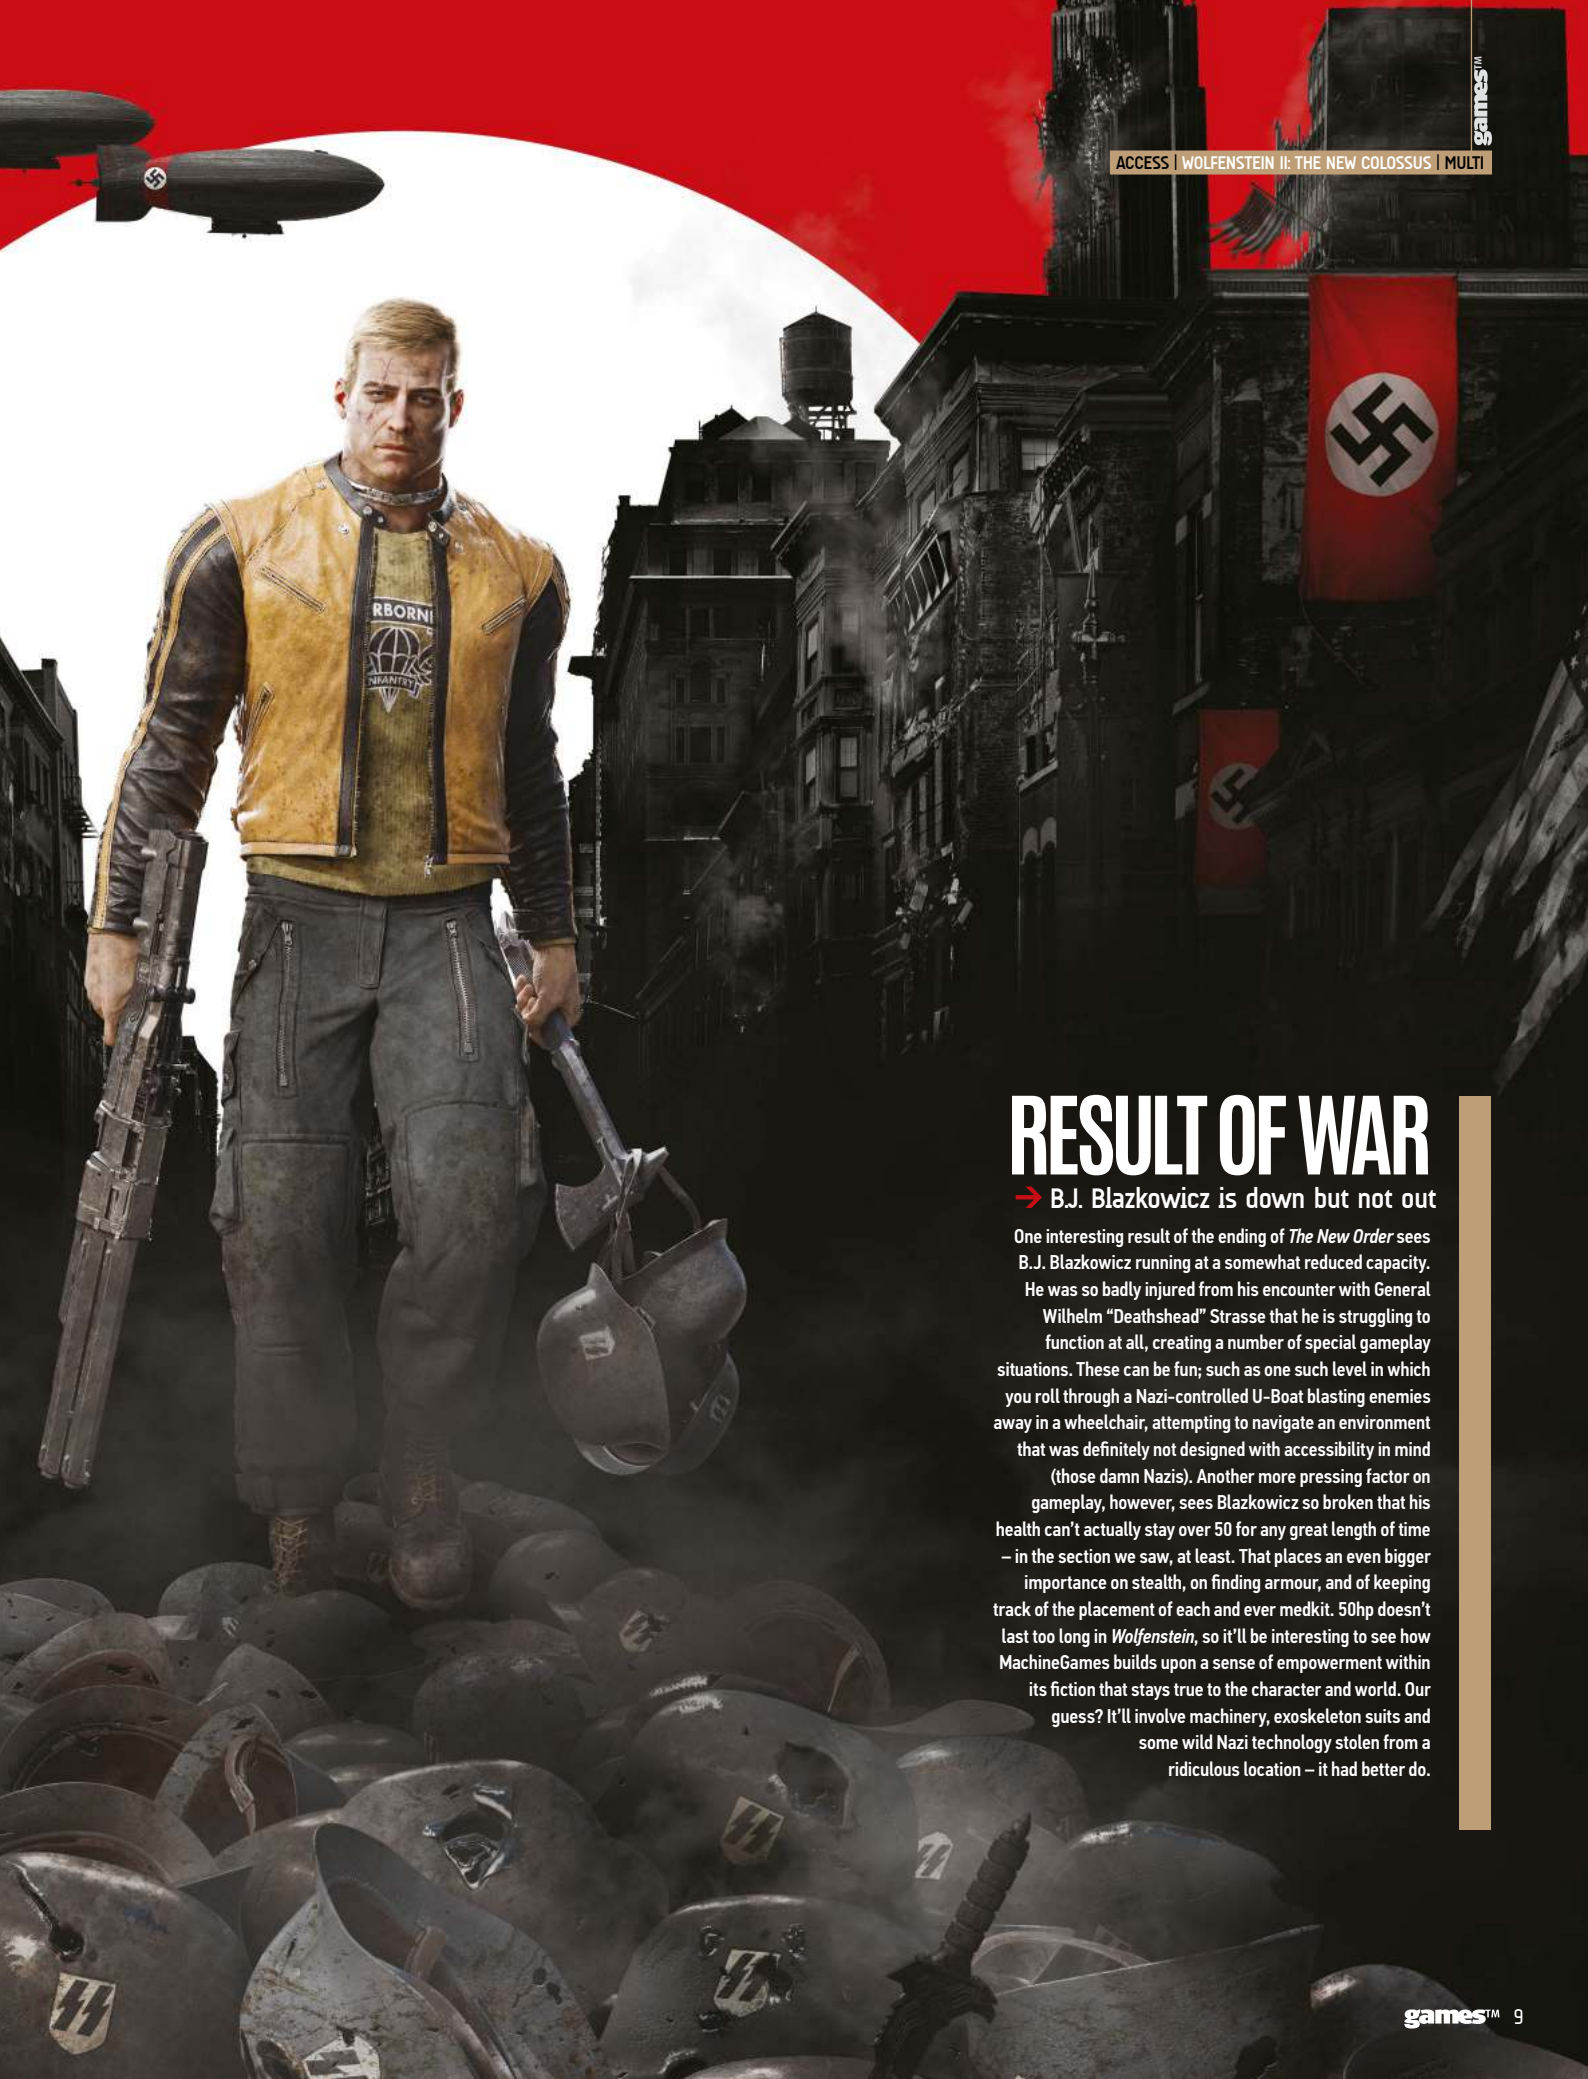 games™
ACCESS | WOLFENSTEIN II: THE NEW COLOSSUS | MULTI
RBORN
NFANTRY
RESULT OF WAR
→ B.J. Blazkowicz is down but not out
One interesting result of the ending of The New Order sees
B.J. Blazkowicz running at a somewhat reduced capacity.
He was so badly injured from his encounter with General
Wilhelm “Deathshead” Strasse that he is struggling to
function at all, creating a number of special gameplay
situations. These can be fun; such as one such level in which
you roll through a Nazi-controlled U-Boat blasting enemies
away in a wheelchair, attempting to navigate an environment
that was definitely not designed with accessibility in mind
(those damn Nazis). Another more pressing factor on
gameplay, however, sees Blazkowicz so broken that his
health can’t actually stay over 50 for any great length of time
– in the section we saw, at least. That places an even bigger
importance on stealth, on finding armour, and of keeping
track of the placement of each and ever medkit. 50hp doesn’t
last too long in Wolfenstein, so it’ll be interesting to see how
MachineGames builds upon a sense of empowerment within
its fiction that stays true to the character and world. Our
guess? It’ll involve machinery, exoskeleton suits and
some wild Nazi technology stolen from a
ridiculous location – it had better do.
games™ 9